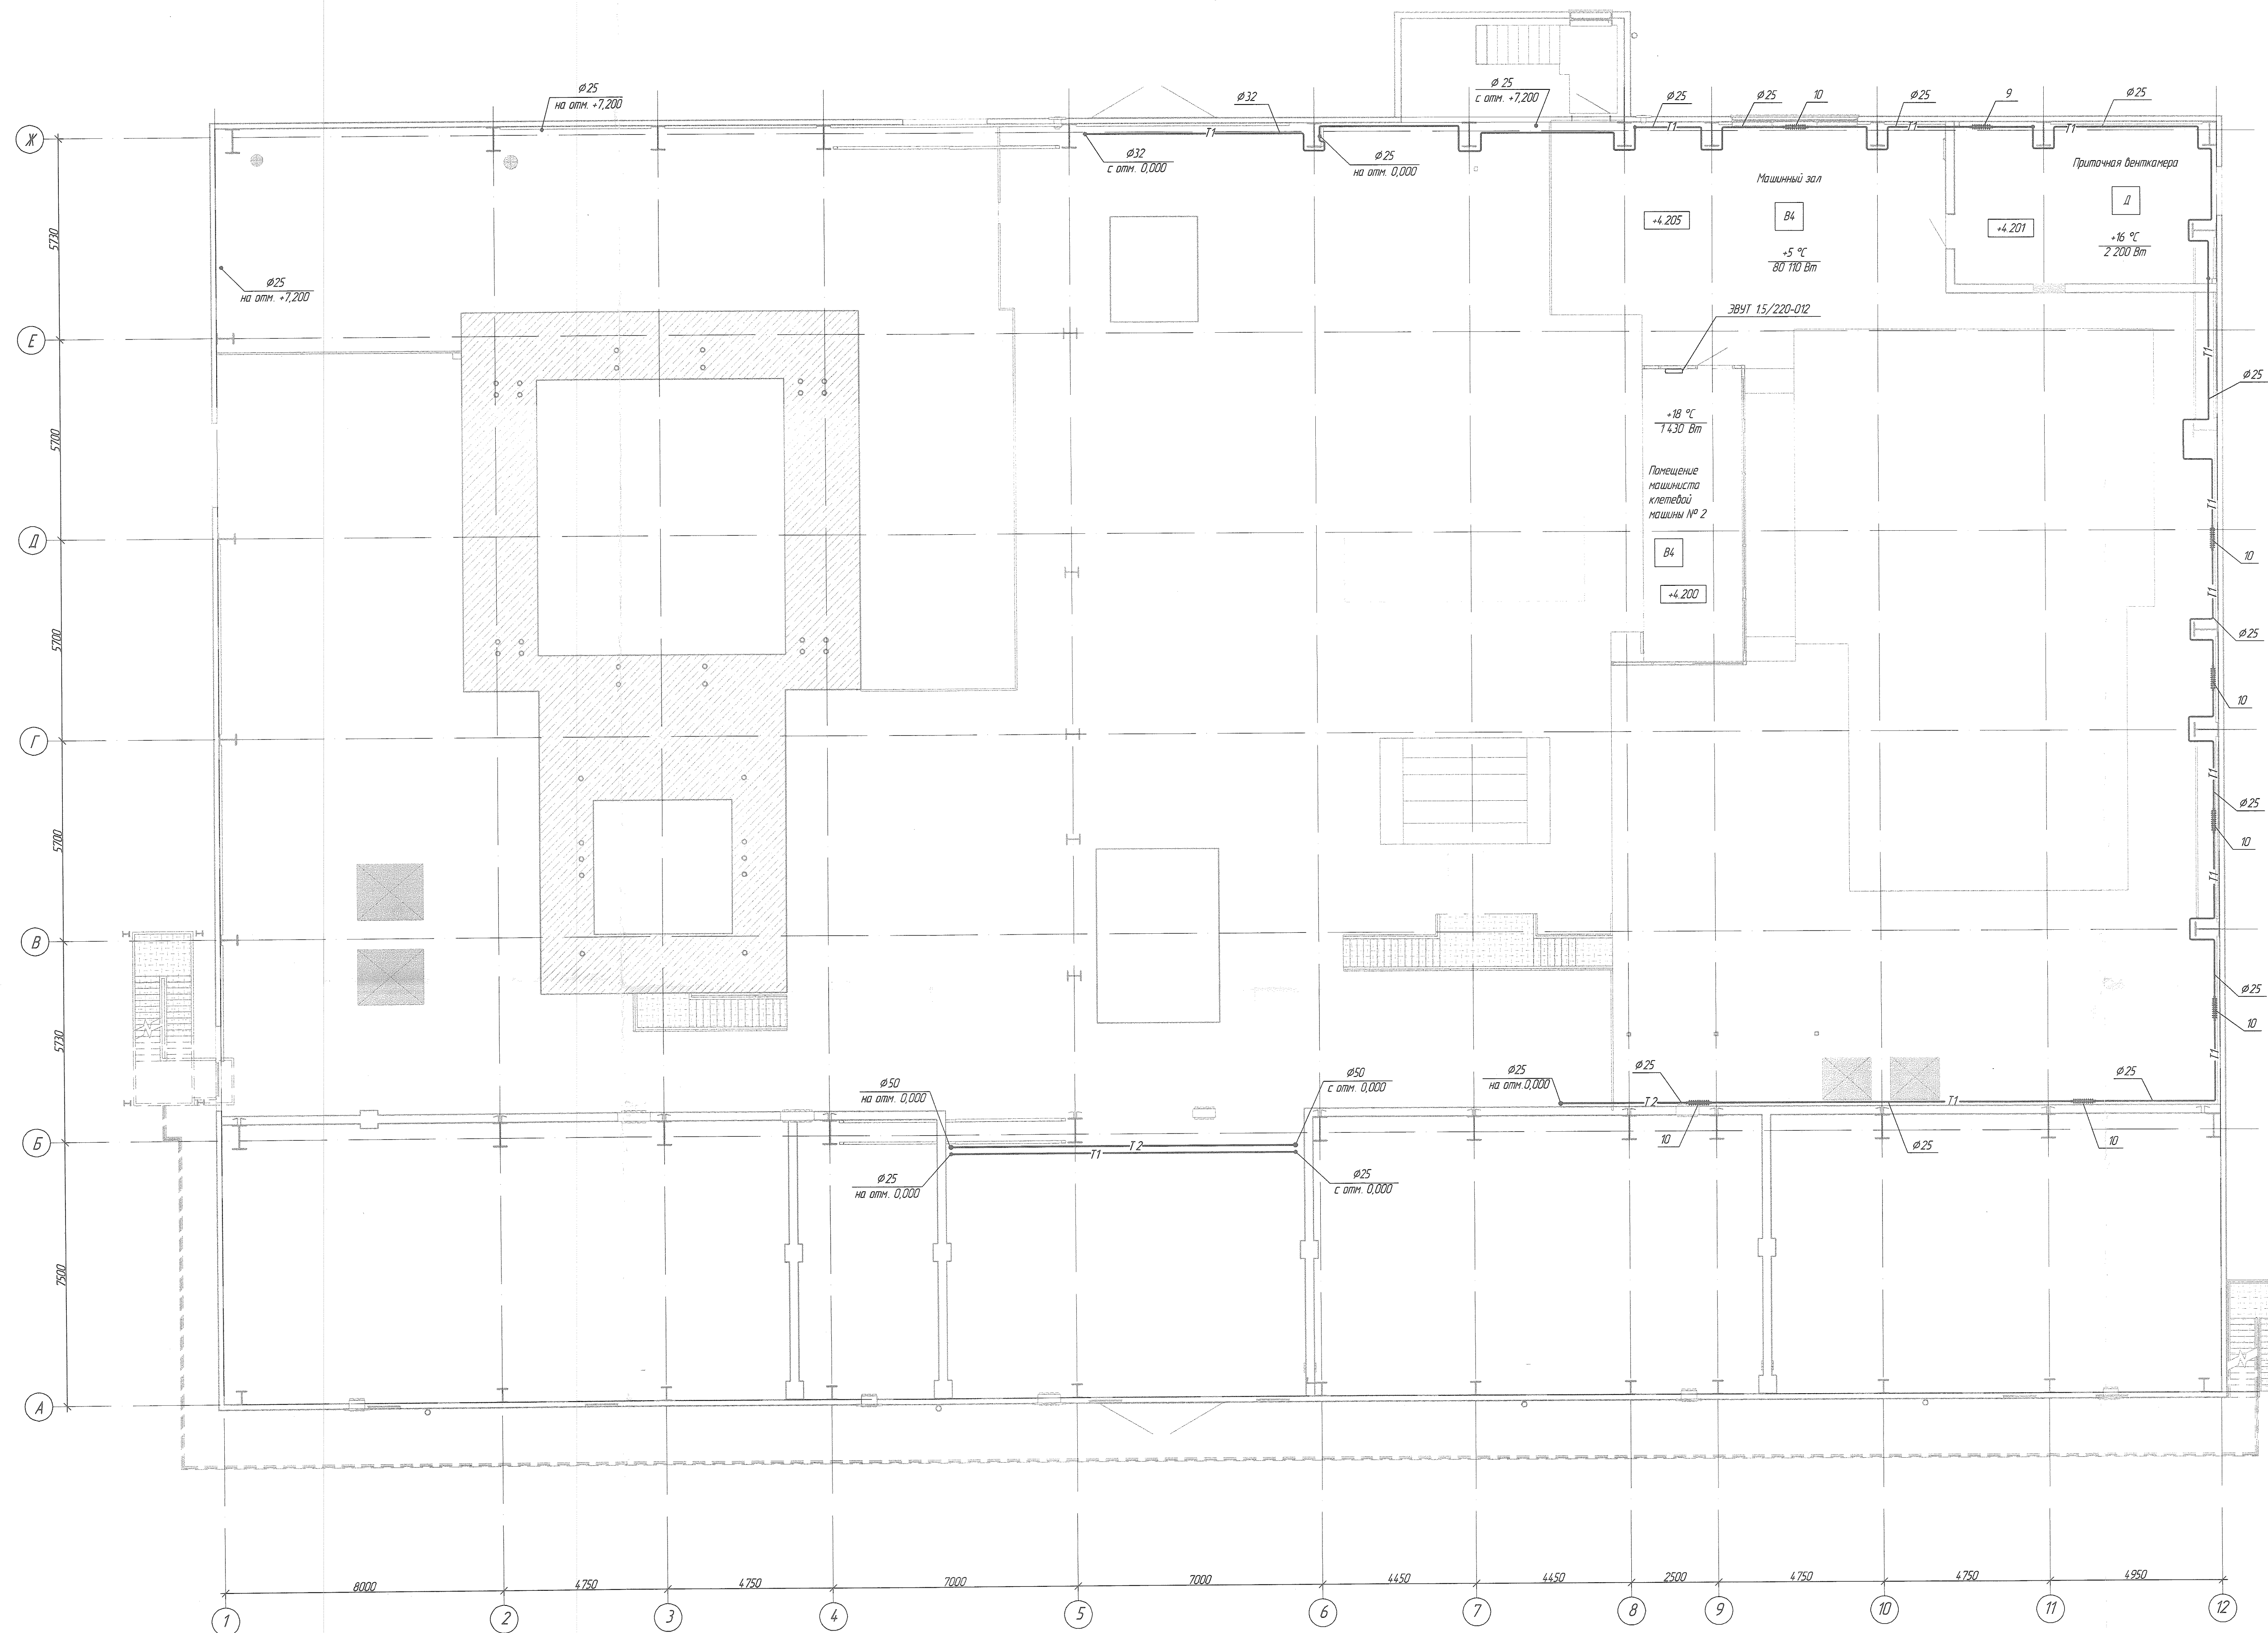 Ø25
на отм. +7,200
Ø32
Ø 25
с отм. +7,200
Ø25
Ø25
10
Ø25
9
Ø25
Ж
Т1
Т1
Т1
Т1
Ø32
с отм. 0,000
Ø25
на отм. 0,000
Машинный зал
Приточная венткамера
Д
+4.205
В4
+4.201
+5 °С
80 110 Вт
+16 °С
2 200 Вт
5730
Ø25
на отм. +7,200
ЭВУТ 1.5/220-012
Е
Т1
Ø25
+18 °С
1 430 Вт
5700
Помещение
машиниста
клетевой
машины № 2
Т1
Д
В4
10
+4.200
Т1
5700
Ø25
10
Г
Т1
Ø25
5700
10
Т1
В
Ø25
10
5730
Т1
Ø50
на отм. 0,000
Ø50
с отм. 0,000
Ø25
на отм.0,000
Ø25
Ø25
Т2
Т1
Б
10
Ø25
10
Т2
Т1
Ø25
на отм. 0,000
Ø25
с отм. 0,000
7500
А
8000
4750
4750
7000
7000
4450
4450
2500
4750
4750
4950
1
2
3
4
5
6
7
8
9
10
11
12